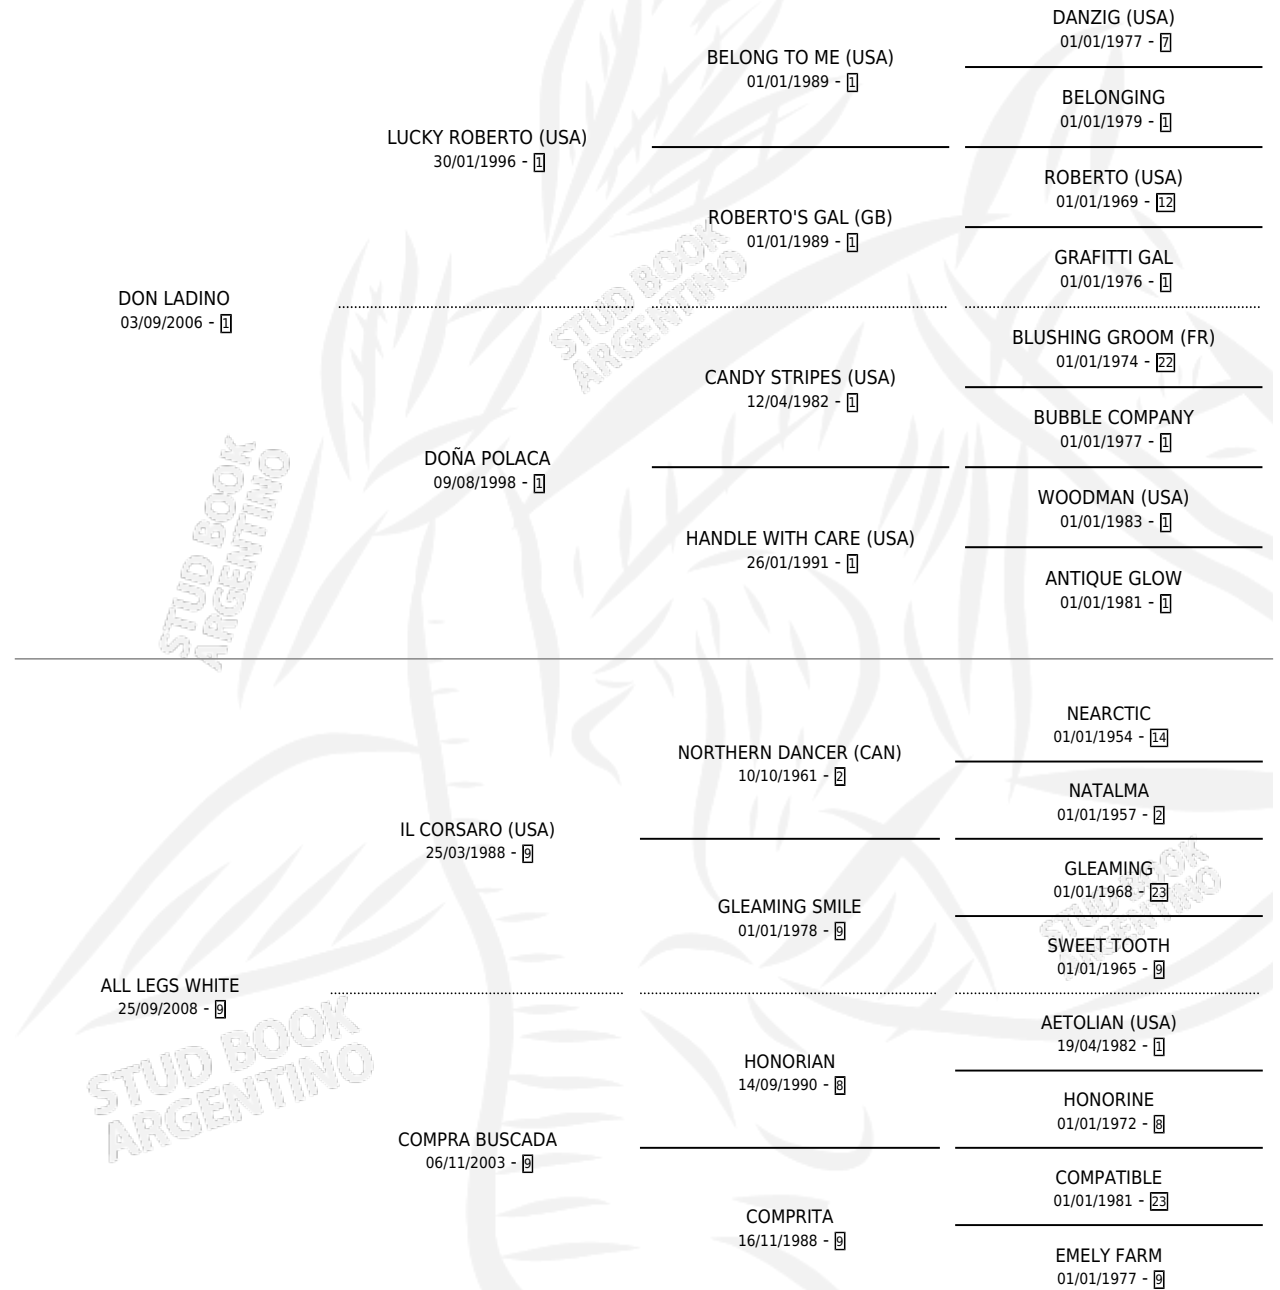 DANZIG (USA)
01/01/1977 - 7
BELONG TO ME (USA)
01/01/1989 - 1
BELONGING
01/01/1979 - 1
LUCKY ROBERTO (USA)
30/01/1996 - 1
ROBERTO (USA)
01/01/1969 - 12
ROBERTO'S GAL (GB)
01/01/1989 - 1
GRAFITTI GAL
01/01/1976 - 1
STUD BOOK
ARGENTINO
DON LADINO
03/09/2006 - 1
BLUSHING GROOM (FR)
01/01/1974 - 22
CANDY STRIPES (USA)
12/04/1982 - 1
BUBBLE COMPANY
01/01/1977 - 1
DOÑA POLACA
09/08/1998 - 1
WOODMAN (USA)
01/01/1983 - 1
HANDLE WITH CARE (USA)
26/01/1991 - 1
ANTIQUE GLOW
01/01/1981 - 1
STUD BOOK
ARGENTINO
NEARCTIC
01/01/1954 - 14
NORTHERN DANCER (CAN)
10/10/1961 - 2
NATALMA
01/01/1957 - 2
IL CORSARO (USA)
25/03/1988 - 9
GLEAMING
01/01/1968 - 23
GLEAMING SMILE
01/01/1978 - 9
SWEET TOOTH
01/01/1965 - 9
STUD BOOK
ARGENTINO
ALL LEGS WHITE
25/09/2008 - 9
AETOLIAN (USA)
19/04/1982 - 1
HONORIAN
14/09/1990 - 8
HONORINE
01/01/1972 - 8
STUD BOOK
ARGENTINO
COMPRA BUSCADA
06/11/2003 - 9
COMPATIBLE
01/01/1981 - 23
COMPRITA
16/11/1988 - 9
EMELY FARM
01/01/1977 - 9